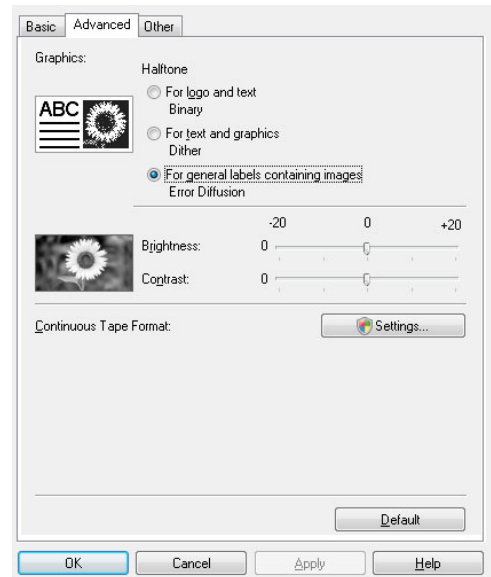 Basic Advanced Other
Graphics:
Halftone
ABC
For logo and text
Binary
For text and graphics
Dither
For general labels containing images
Error Diffusion
-20 0 +20
Brightness: 0
Contrast: 0
Continuous Tape Format: Settings...
Default
OK Cancel Apply Help